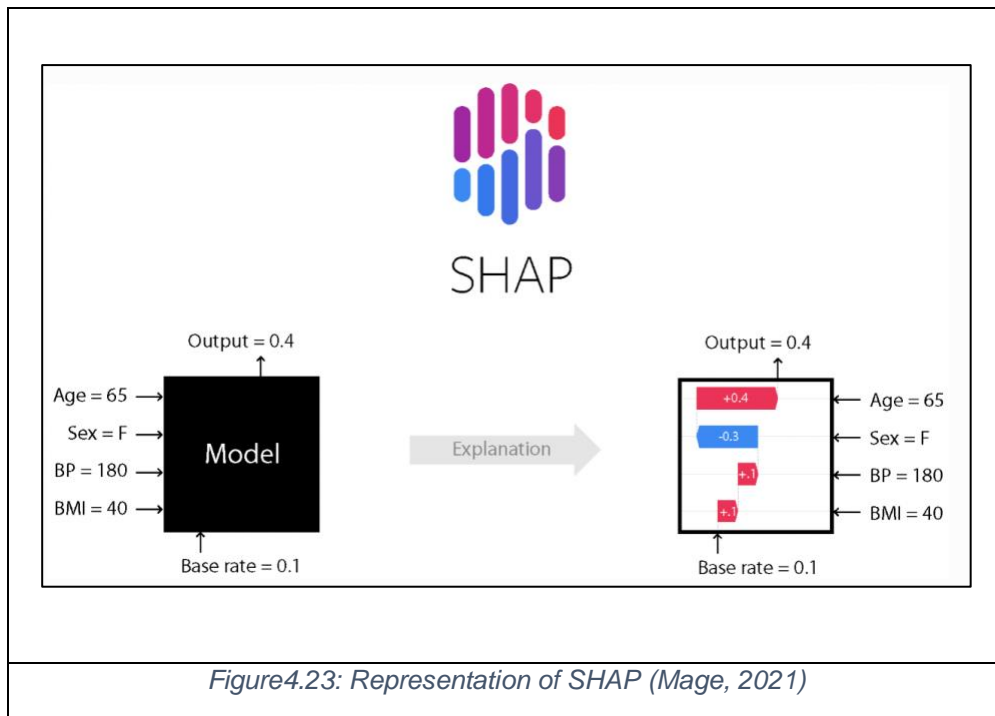 SHAP
Output = 0.4
Age = 65
Sex = F
BP = 180
BMI = 40
Model
Base rate = 0.1
Explanation
Output = 0.4
+0.4
-0.3
+.1
+.1
Age = 65
Sex = F
BP = 180
BMI = 40
Base rate = 0.1
Figure4.23: Representation of SHAP (Mage, 2021)